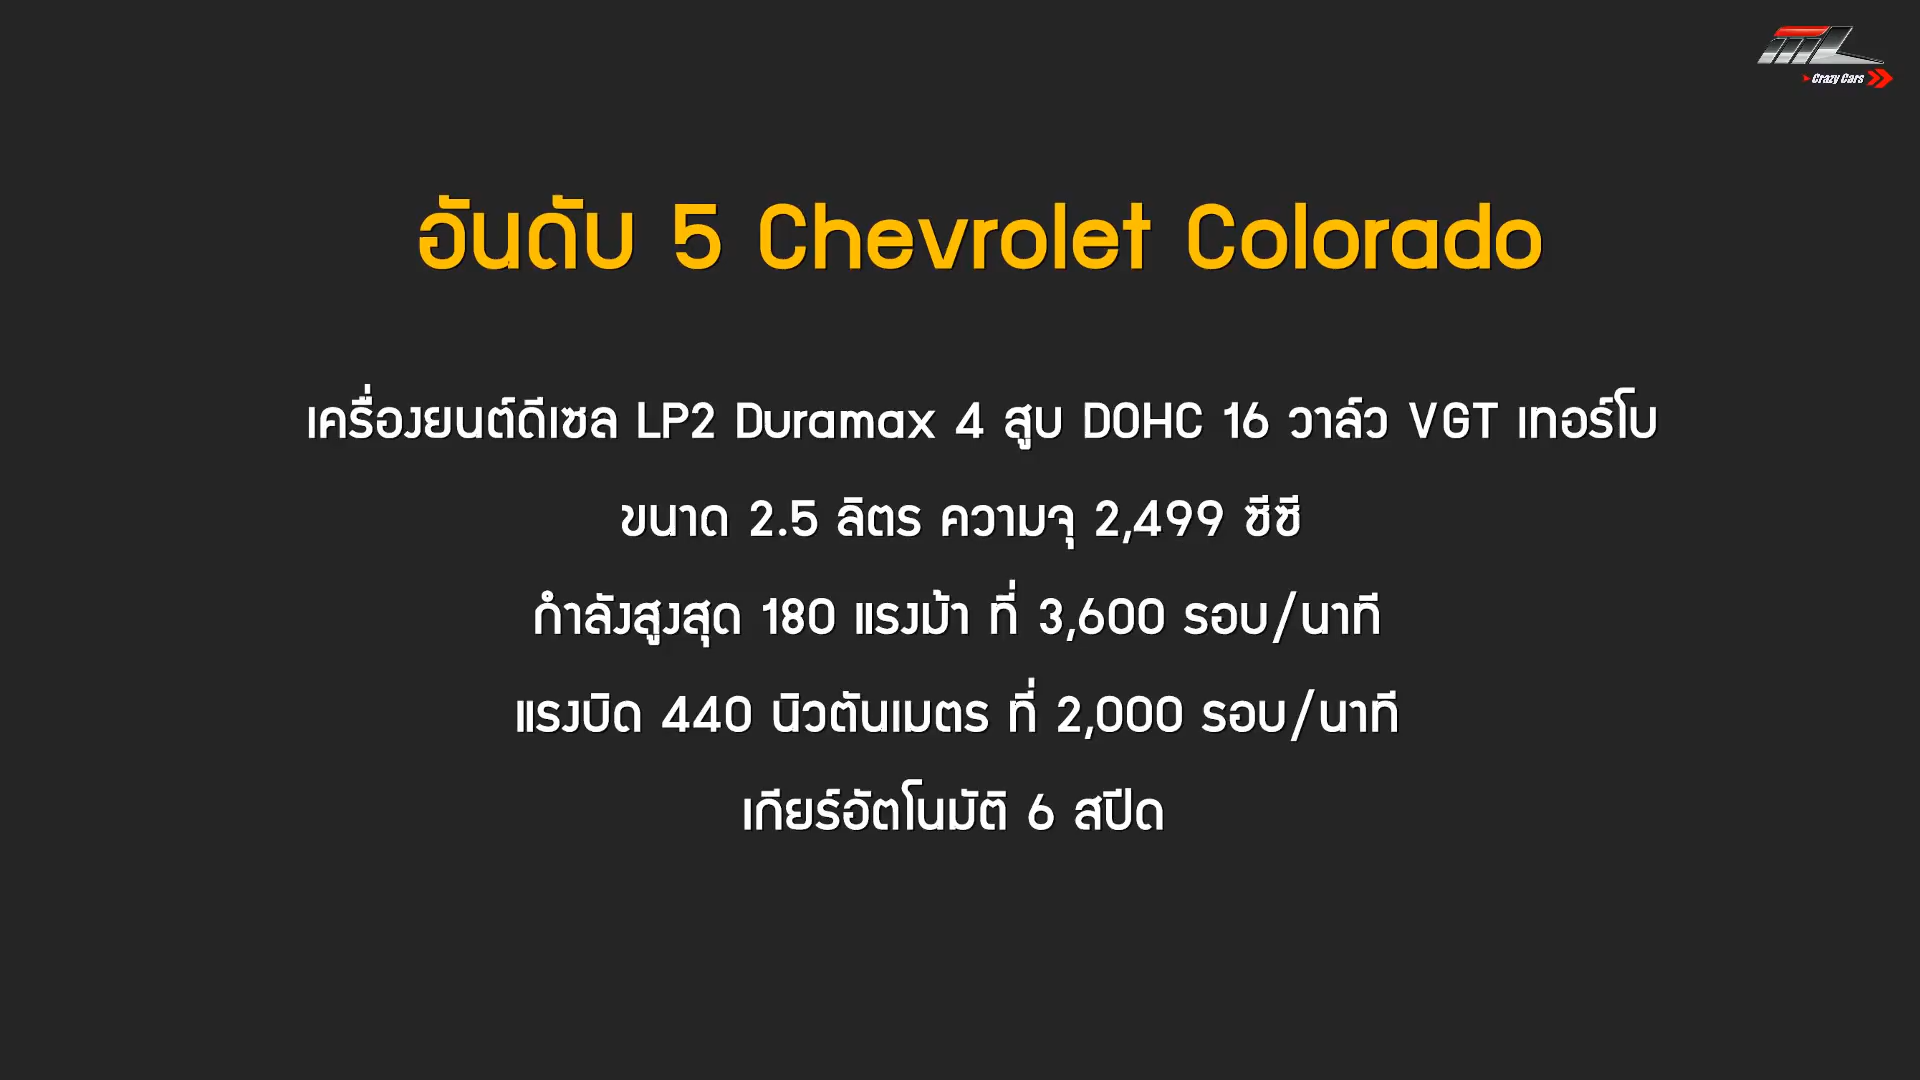 ML
Crazy Cars
อันดับ 5 Chevrolet Colorado
เครื่องยนต์ดีเซล LP2 Duramax 4 สูบ DOHC 16 วาล์ว VGT เทอร์โบ
ขนาด 2.5 ลิตร ความจุ 2,499 ซีซี
กำลังสูงสุด 180 แรงม้า ที่ 3,600 รอบ/นาที
แรงบิด 440 นิวตันเมตร ที่ 2,000 รอบ/นาที
เกียร์อัตโนมัติ 6 สปีด